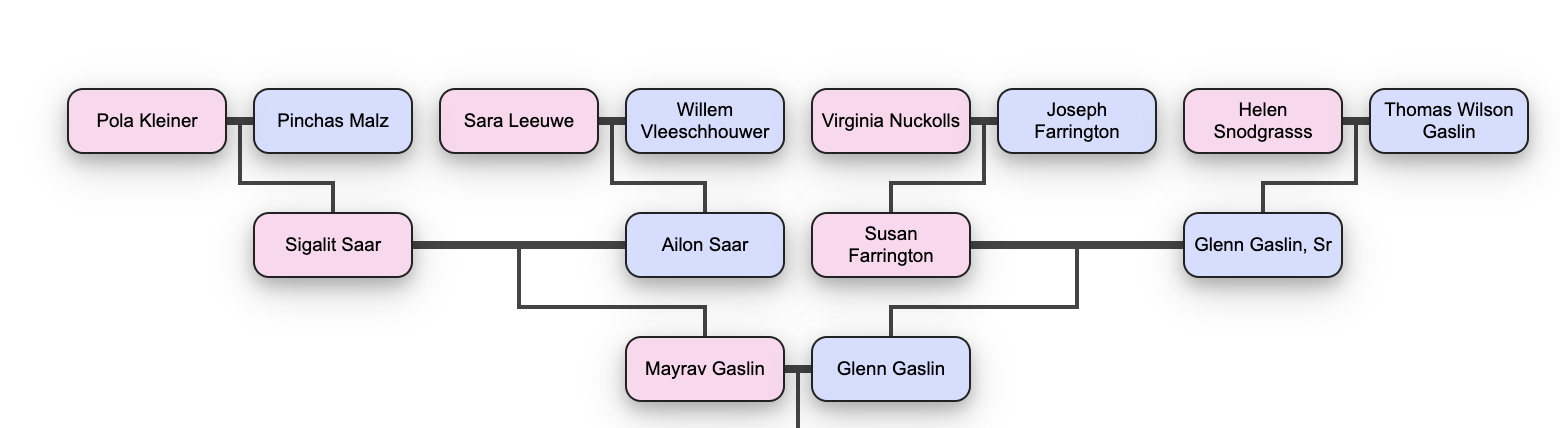 Pola Kleiner
Pinchas Malz
Sara Leeuwe
Willem
Vleeschhouwer
Virginia Nuckolls
Joseph
Farrington
Helen
Snodgrasss
Thomas Wilson
Gaslin
Sigalit Saar
Ailon Saar
Susan
Farrington
Glenn Gaslin, Sr
Mayrav Gaslin
Glenn Gaslin